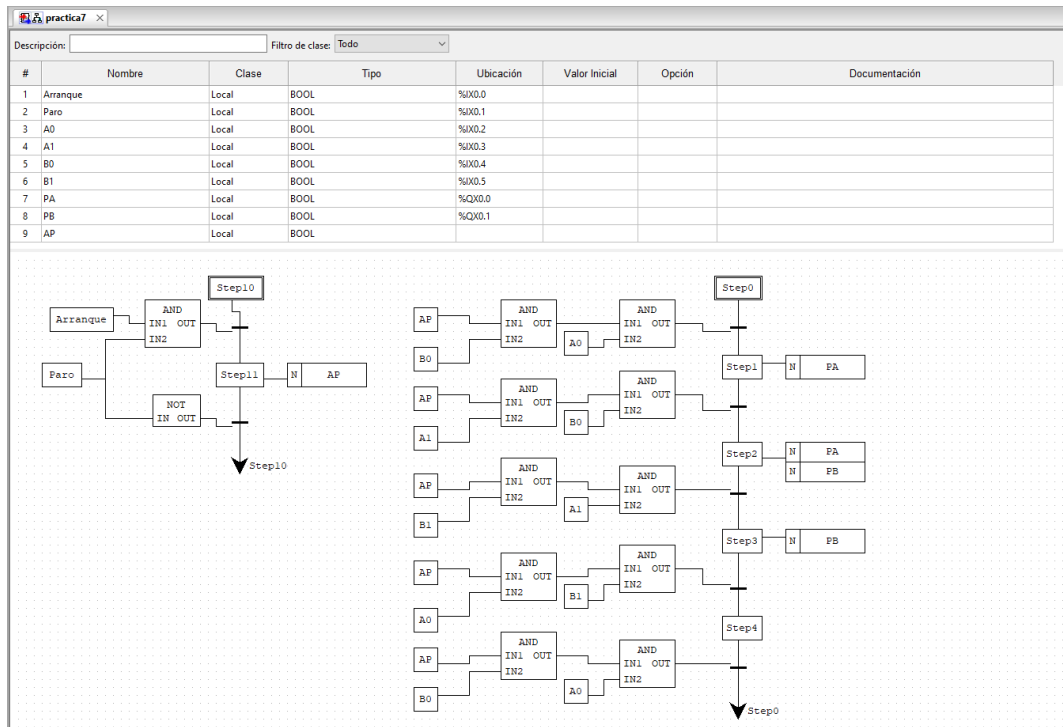 practica7
Descripción: Filtro de clase: Todo
# Nombre Clase Tipo Ubicación Valor Inicial Opción Documentación
1 Arranque Local BOOL %IX0.0
2 Paro Local BOOL %IX0.1
3 A0 Local BOOL %IX0.2
4 A1 Local BOOL %IX0.3
5 B0 Local BOOL %IX0.4
6 B1 Local BOOL %IX0.5
7 PA Local BOOL %QX0.0
8 PB Local BOOL %QX0.1
9 AP Local BOOL
Step10
Arranque
AND
IN1 OUT
IN2
Paro
Step11
N AP
NOT
IN OUT
Step10
Step0
AP
B0
AND
IN1 OUT
IN2
A0
AND
IN1 OUT
IN2
Step1
N PA
AP
A1
AND
IN1 OUT
IN2
B0
AND
IN1 OUT
IN2
Step2
N PA
N PB
AP
B1
AND
IN1 OUT
IN2
A1
AND
IN1 OUT
IN2
Step3
N PB
AP
A0
AND
IN1 OUT
IN2
B1
AND
IN1 OUT
IN2
Step4
AP
B0
AND
IN1 OUT
IN2
A0
AND
IN1 OUT
IN2
Step0